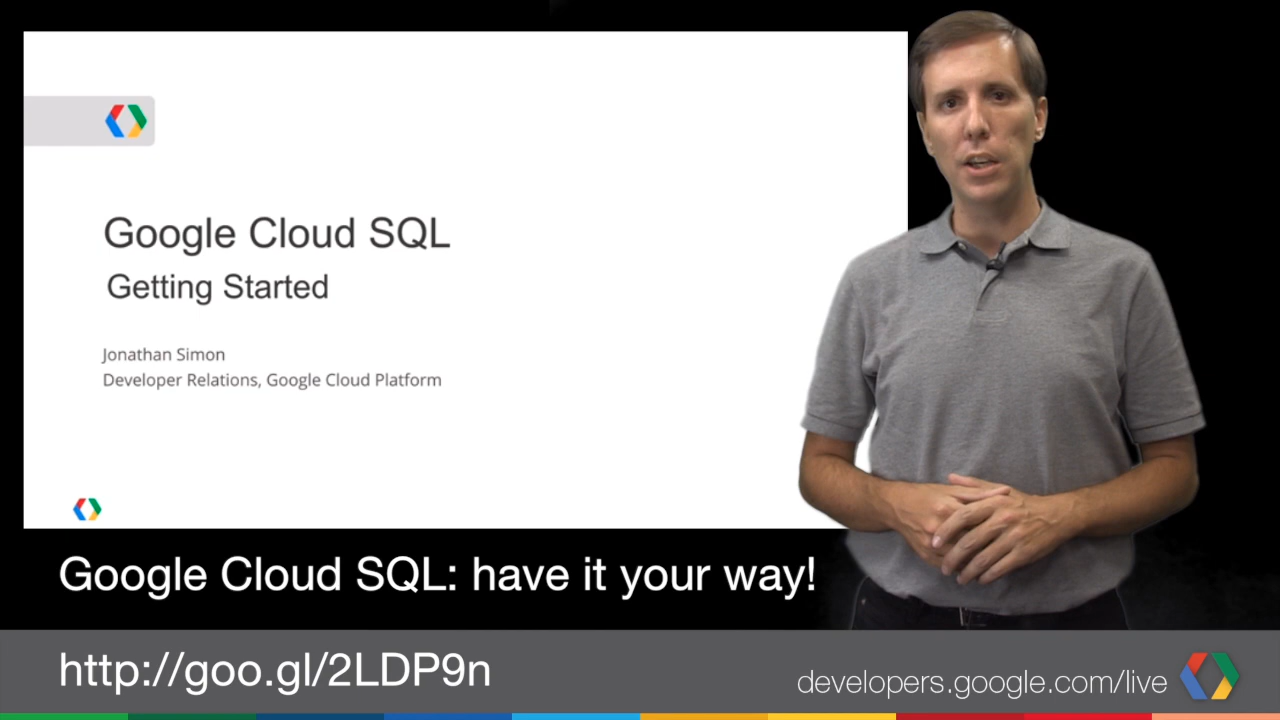 Google Cloud SQL
Getting Started
Jonathan Simon
Developer Relations, Google Cloud Platform
Google Cloud SQL: have it your way!
http://goo.gl/2LDP9n
developers.google.com/live